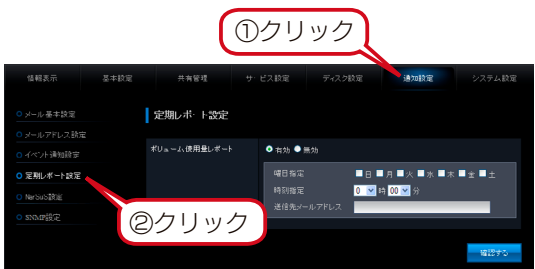 ①クリック
情報表示 基本設定 共有管理 サービス設定 ディスク設定 通知設定 システム設定
メール基本設定
メールアドレス設定
イベント通知設定
定期レポート設定
NarSuS設定
SNMP設定
②クリック
定期レポート設定
ボリューム使用量レポート 有効 無効
曜日指定 日 月 火 水 木 金 土
時刻指定 0 時 00 分
送信先メールアドレス
確認する